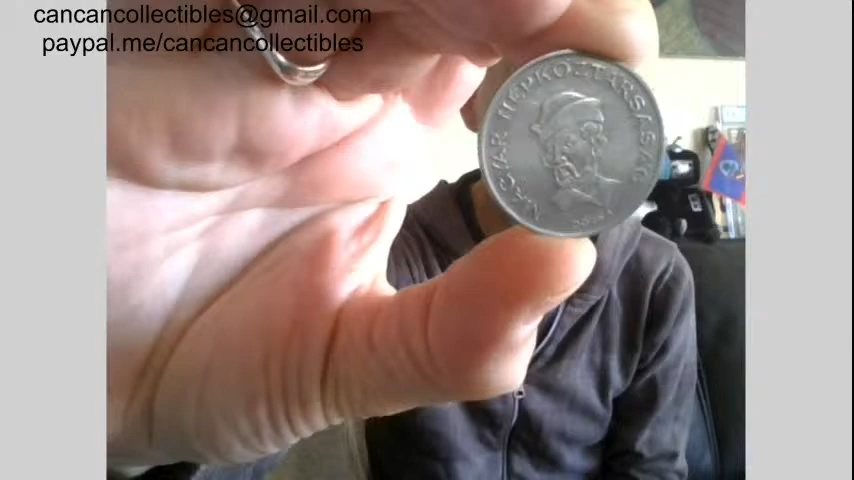 cancancollectibles@gmail.com
paypal.me/cancancollectibles
MAGYAR NÉPKÖZTÁRSASÁG